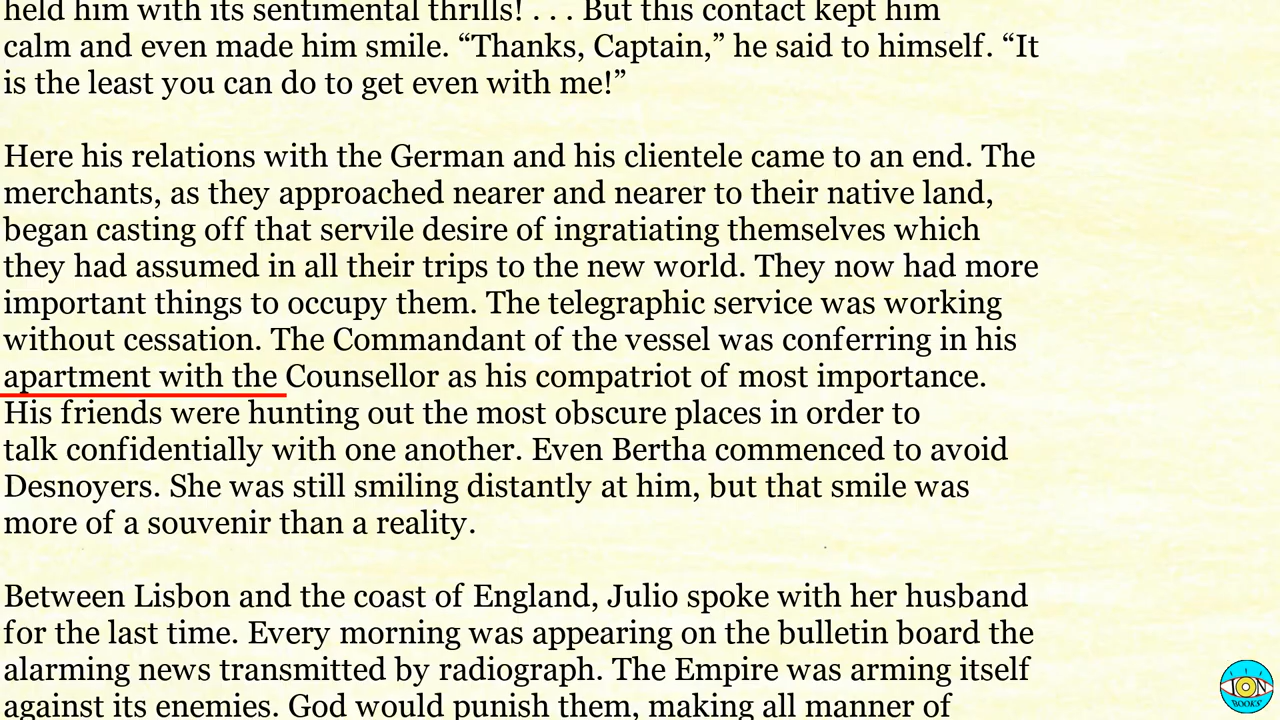 held him with its sentimental thrills! . . . But this contact kept him
calm and even made him smile. “Thanks, Captain,” he said to himself. “It
is the least you can do to get even with me!”
Here his relations with the German and his clientele came to an end. The
merchants, as they approached nearer and nearer to their native land,
began casting off that servile desire of ingratiating themselves which
they had assumed in all their trips to the new world. They now had more
important things to occupy them. The telegraphic service was working
without cessation. The Commandant of the vessel was conferring in his
apartment with the Counsellor as his compatriot of most importance.
His friends were hunting out the most obscure places in order to
talk confidentially with one another. Even Bertha commenced to avoid
Desnoyers. She was still smiling distantly at him, but that smile was
more of a souvenir than a reality.
Between Lisbon and the coast of England, Julio spoke with her husband
for the last time. Every morning was appearing on the bulletin board the
alarming news transmitted by radiograph. The Empire was arming itself
against its enemies. God would punish them, making all manner of
ION
BOOKS